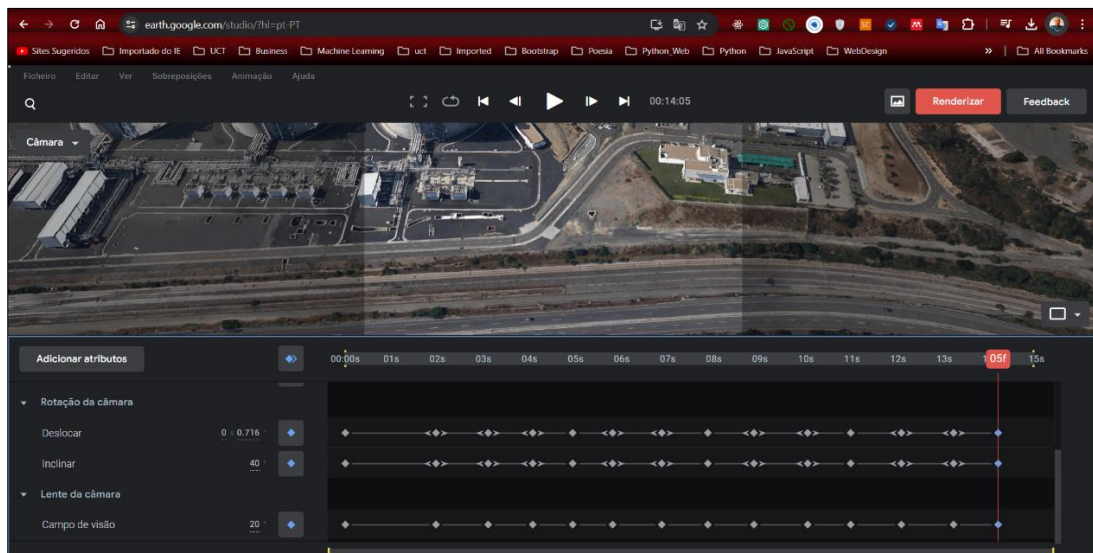 earth.google.com/studio/?hl=pt-PT
Sites Sugeridos Importado do IE UCT Business Machine Learning uct Imported Bootstrap Poesia Python_Web Python JavaScript WebDesign » All Bookmarks
Ficheiro Editar Ver Sobreposições Animação Ajuda
00:14:05 Renderizar Feedback
Câmara
Adicionar atributos 00:00s 01s 02s 03s 04s 05s 06s 07s 08s 09s 10s 11s 12s 13s 05f 15s
Rotação da câmara
Deslocar 0 x 0.716 °
Inclinar 40 °
Lente da câmara
Campo de visão 20 °